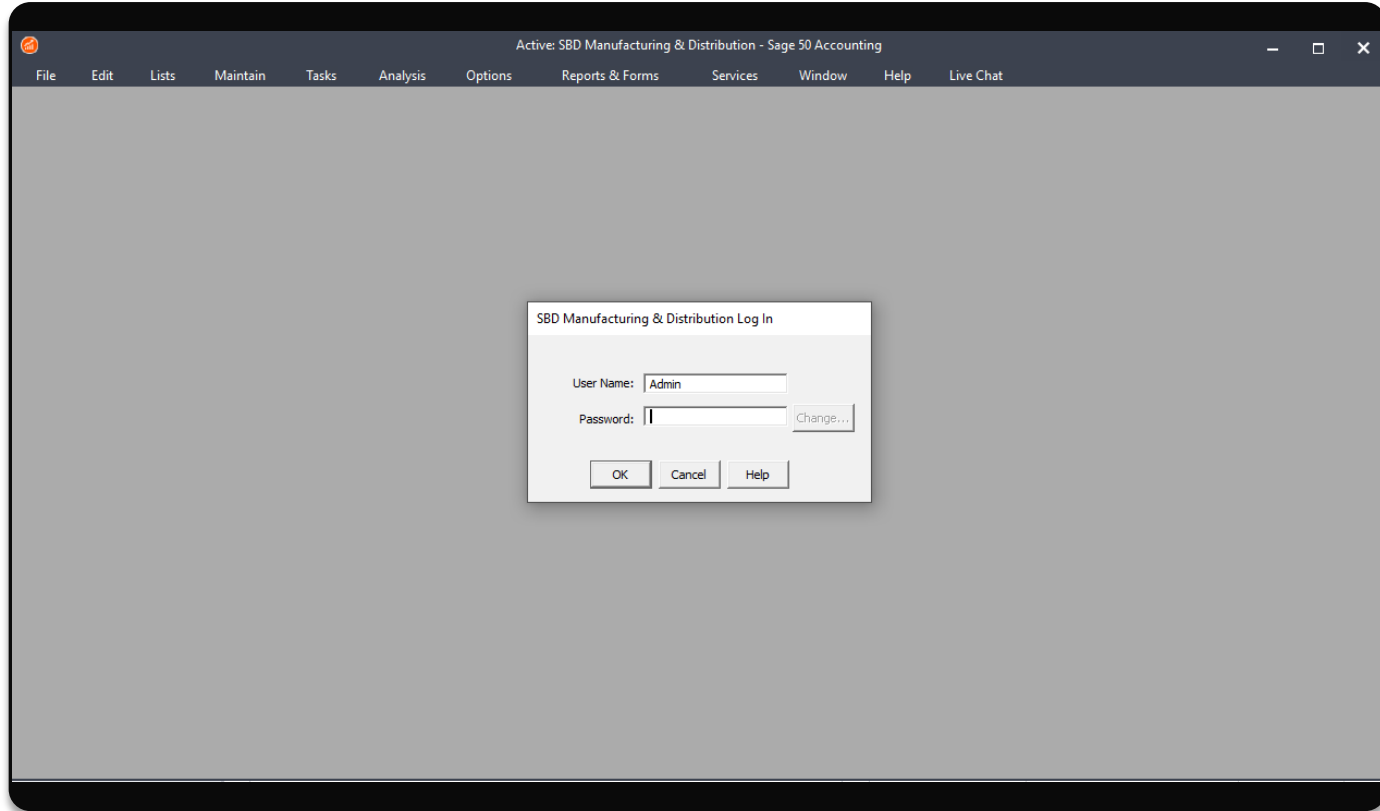 Active: SBD Manufacturing & Distribution - Sage 50 Accounting
File Edit Lists Maintain Tasks Analysis Options Reports & Forms Services Window Help Live Chat
SBD Manufacturing & Distribution Log In
User Name: Admin
Password: Change...
OK Cancel Help